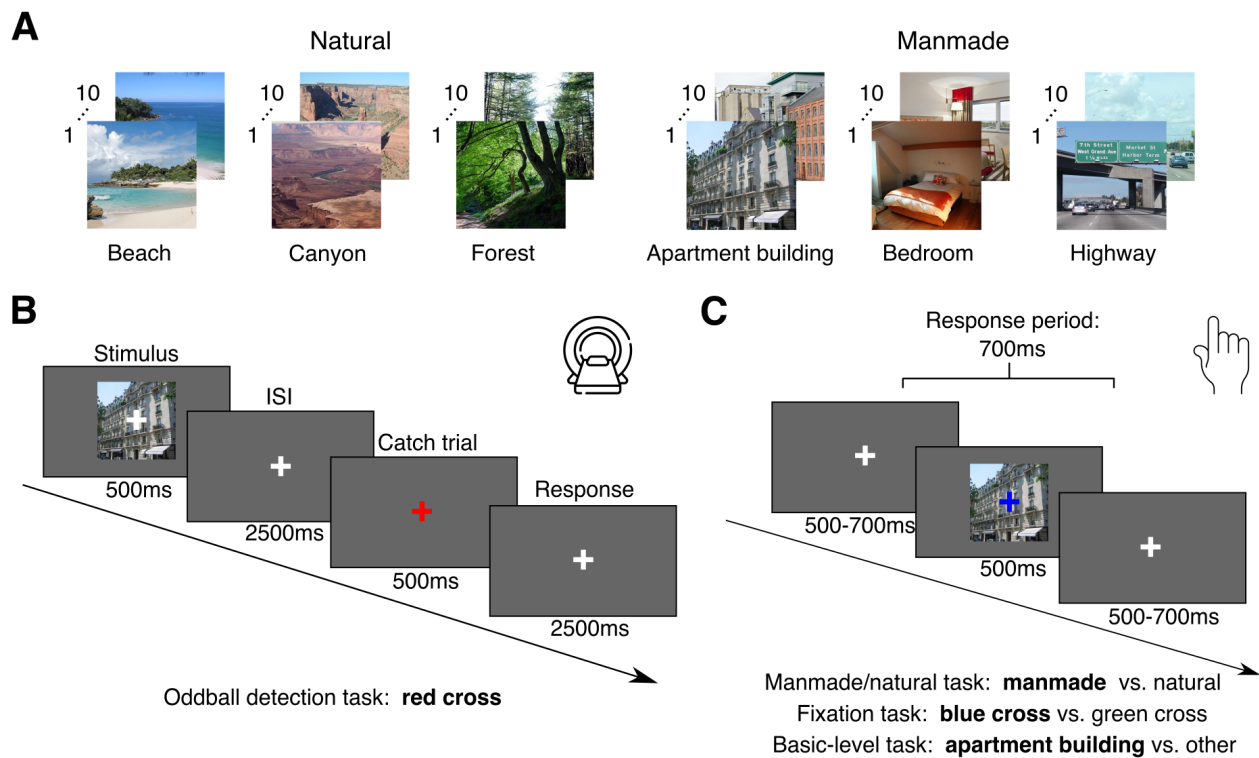 A
Natural
Manmade
10
1
10
1
10
1
10
1
10
1
10
1
7th Street
West Grand Ave
Market St
Harbor Term
Beach
Canyon
Forest
Apartment building
Bedroom
Highway
B
Stimulus
500ms
ISI
2500ms
Catch trial
500ms
Response
2500ms
Oddball detection task: red cross
C
Response period:
700ms
500-700ms
500ms
500-700ms
Manmade/natural task: manmade vs. natural
Fixation task: blue cross vs. green cross
Basic-level task: apartment building vs. other